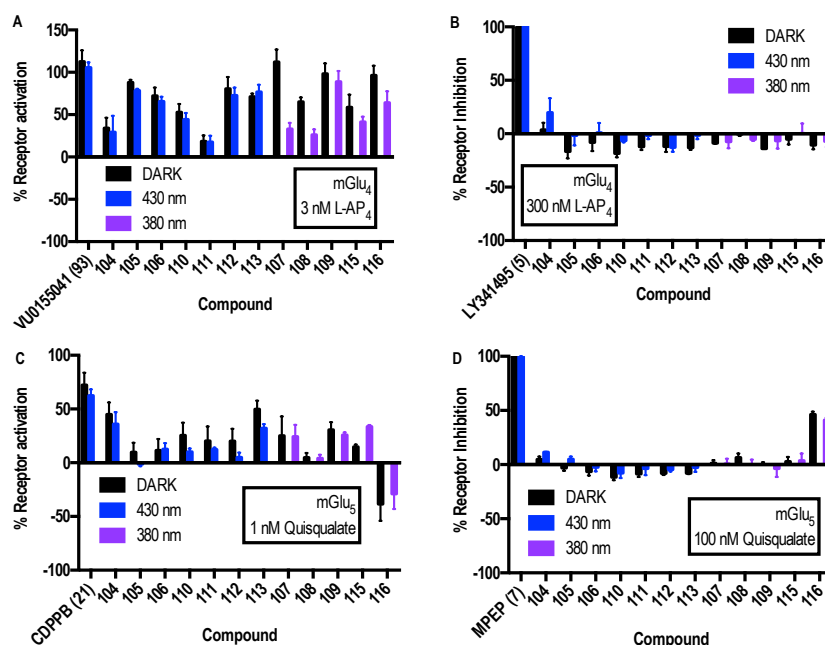 A
% Receptor activation
100
50
0
-50
-100
DARK
430 nm
380 nm
mGlu4
3 nM L-AP4
VU0155041 (93)
104
105
106
110
111
112
113
107
108
109
115
116
Compound
B
% Receptor Inhibition
100
0
-100
DARK
430 nm
380 nm
mGlu4
300 nM L-AP4
LY341495 (5)
104
105
106
110
111
112
113
107
108
109
115
116
Compound
C
% Receptor activation
100
50
0
-50
-100
DARK
430 nm
380 nm
mGlu5
1 nM Quisqualate
CDPPB (21)
104
105
106
110
111
112
113
107
108
109
115
116
Compound
D
% Receptor Inhibition
100
50
0
-50
-100
DARK
430 nm
380 nm
mGlu5
100 nM Quisqualate
MPEP (7)
104
105
106
110
111
112
113
107
108
109
115
116
Compound